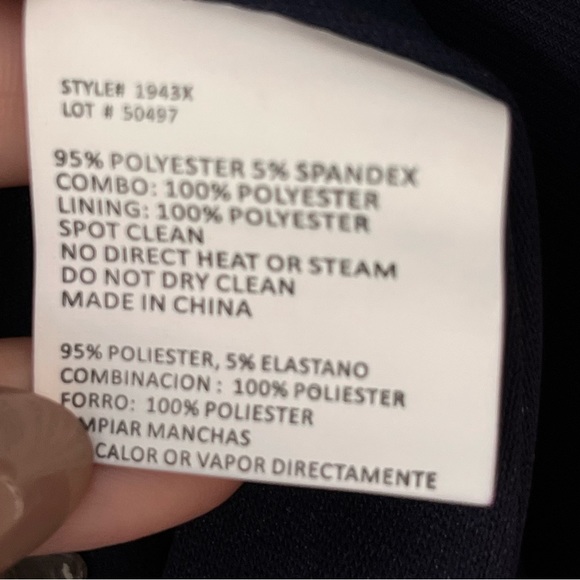 STYLE# 1943X
LOT # 50497
95% POLYESTER 5% SPANDEX
COMBO: 100% POLYESTER
LINING: 100% POLYESTER
SPOT CLEAN
NO DIRECT HEAT OR STEAM
DO NOT DRY CLEAN
MADE IN CHINA
95% POLIESTER, 5% ELASTANO
COMBINACION : 100% POLIESTER
FORRO: 100% POLIESTER
MPIAR MANCHAS
CALOR OR VAPOR DIRECTAMENTE